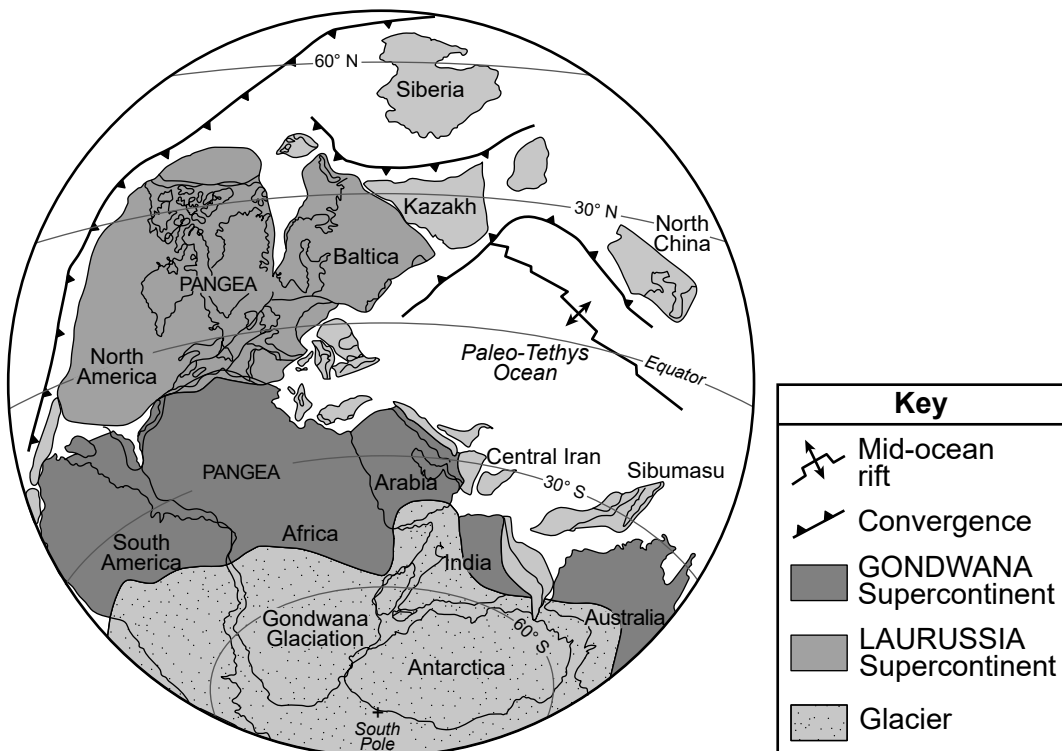 60° N
Siberia
Kazakh
30° N
North
China
Baltica
PANGEA
North
America
Paleo-Tethys
Ocean
Equator
PANGEA
Central Iran
Arabia
30° S
Sibumasu
Africa
South
America
India
Gondwana
Glaciation
60° S
Australia
Antarctica
South
Pole
Key
Mid-ocean
rift
Convergence
GONDWANA
Supercontinent
LAURUSSIA
Supercontinent
Glacier